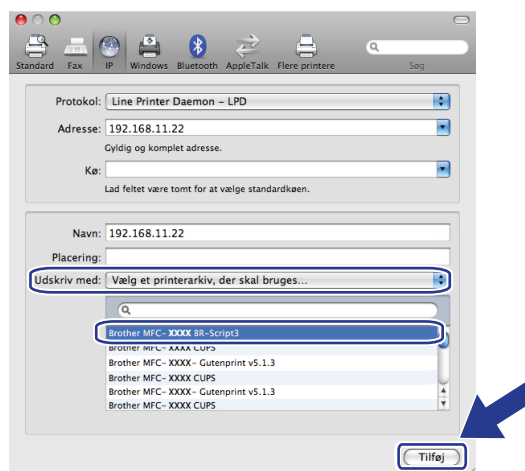 Standard Fax IP Windows Bluetooth AppleTalk Flere printere Søg
Protokol: Line Printer Daemon – LPD
Adresse: 192.168.11.22
Gyldig og komplet adresse.
Kø:
Lad feltet være tomt for at vælge standardkøen.
Navn: 192.168.11.22
Placering:
Udskriv med: Vælg et printerarkiv, der skal bruges...
Brother MFC- XXXX BR-Script3
Brother MFC- XXXX CUPS
Brother MFC- XXXX- Gutenprint v5.1.3
Brother MFC- XXXX CUPS
Brother MFC- XXXX- Gutenprint v5.1.3
Brother MFC- XXXX CUPS
Tilføj